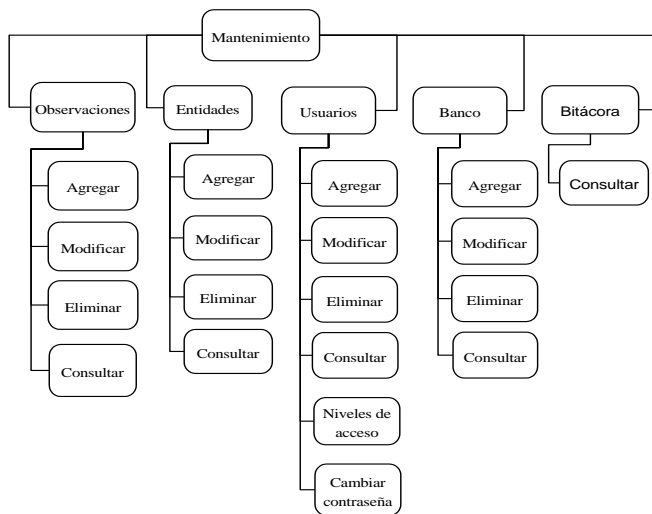 Mantenimiento
Observaciones
Entidades
Usuarios
Banco
Bitácora
Agregar
Modificar
Eliminar
Consultar
Agregar
Modificar
Eliminar
Consultar
Agregar
Modificar
Eliminar
Consultar
Niveles de
acceso
Cambiar
contraseña
Agregar
Modificar
Eliminar
Consultar
Consultar